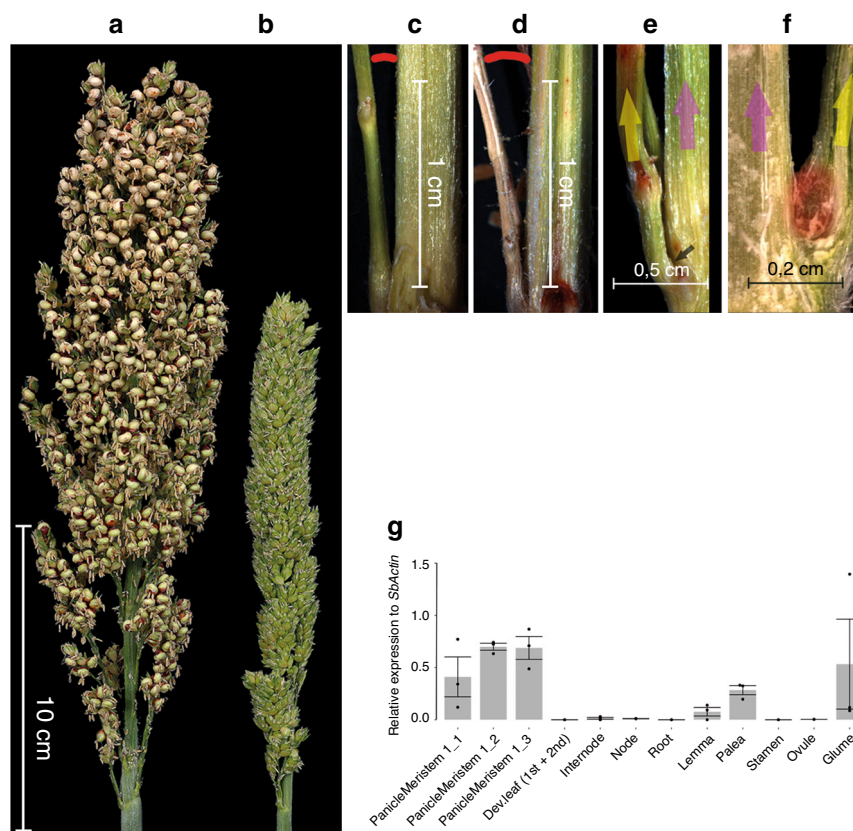 a
b
c
d
e
f
1 cm
1 cm
0,5 cm
0,2 cm
10 cm
g
Relative expression to SbActin
1.5
1.0
0.5
0.0
PanicleMeristem 1_1
PanicleMeristem 1_2
PanicleMeristem 1_3
Dev.leaf (1st + 2nd)
Internode
Node
Root
Lemma
Palea
Stamen
Ovule
Glume